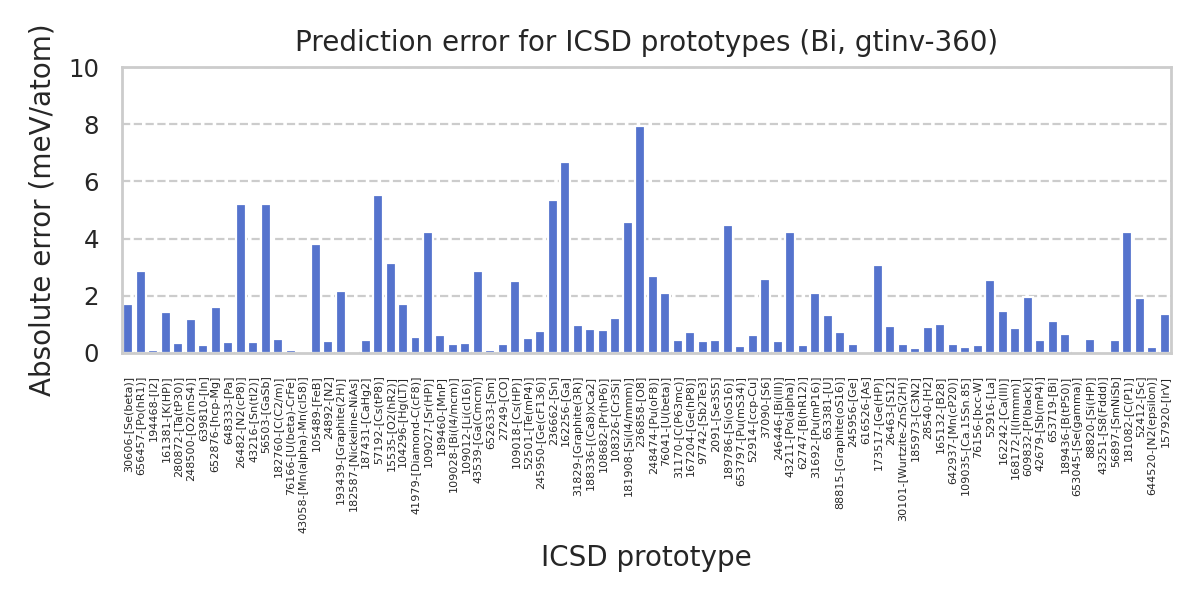 Prediction error for ICSD prototypes (Bi, gtinv-360)
Absolute error (meV/atom)
10
8
6
4
2
0
30606-[Se(beta)]
656457-[Po(hR1)]
194468-[I2]
161381-[K(HP)]
280872-[Ta(tP30)]
248500-[O2(mS4)]
639810-[In]
652876-[hcp-Mg]
648333-[Pa]
26482-[N2(cP8)]
43216-[Sn(tI2)]
56503-[GaSb]
182760-[C(C2/m)]
76166-[U(beta)-CrFe]
43058-[Mn(alpha)-Mn(cI58)]
105489-[FeB]
24892-[N2]
193439-[Graphite(2H)]
182587-[Nickeline-NiAs]
187431-[CaHg2]
57192-[Cs(tP8)]
15535-[O2(hR2)]
104296-[Hg(LT)]
41979-[Diamond-C(cF8)]
109027-[Sr(HP)]
189460-[MnP]
109028-[Bi(I4/mcm)]
109012-[Li(cI16)]
43539-[Ga(Cmcm)]
652633-[Sm]
27249-[CO]
109018-[Cs(HP)]
52501-[Te(mP4)]
245950-[Ge(cF136)]
236662-[Sn]
162256-[Ga]
31829-[Graphite(3R)]
188336-[(Ca8)xCa2]
108682-[Pr(hP6)]
108326-[Cr3Si]
181908-[Si(I4/mmm)]
236858-[O8]
248474-[Pu(oF8)]
76041-[U(beta)]
31170-[C(P63mc)]
167204-[Ge(hP8)]
97742-[Sb2Te3]
2091-[Se3S5]
189786-[Si(oS16)]
653797-[Pu(mS34)]
52914-[ccp-Cu]
37090-[S6]
246446-[Bi(III)]
43211-[Po(alpha)]
62747-[B(hR12)]
31692-[Pu(mP16)]
653381-[U]
88815-[Graphite(oS16)]
245956-[Ge]
616526-[As]
173517-[Ge(HP)]
26463-[S12]
30101-[Wurtzite-ZnS(2H)]
185973-[C3N2]
28540-[H2]
165132-[B28]
642937-[Mn(cP20)]
109035-[Ca.15Sn.85]
76156-[bcc-W]
52916-[La]
162242-[Ca(III)]
168172-[I(Immm)]
609832-[P(black)]
42679-[Sb(mP4)]
653719-[Bi]
189436-[B(tP50)]
653045-[Se(gamma)]
88820-[Si(HP)]
43251-[S8(Fddd)]
56897-[SmNiSb]
181082-[C(P1)]
52412-[Sc]
644520-[N2(epsilon)]
157920-[IrV]
ICSD prototype